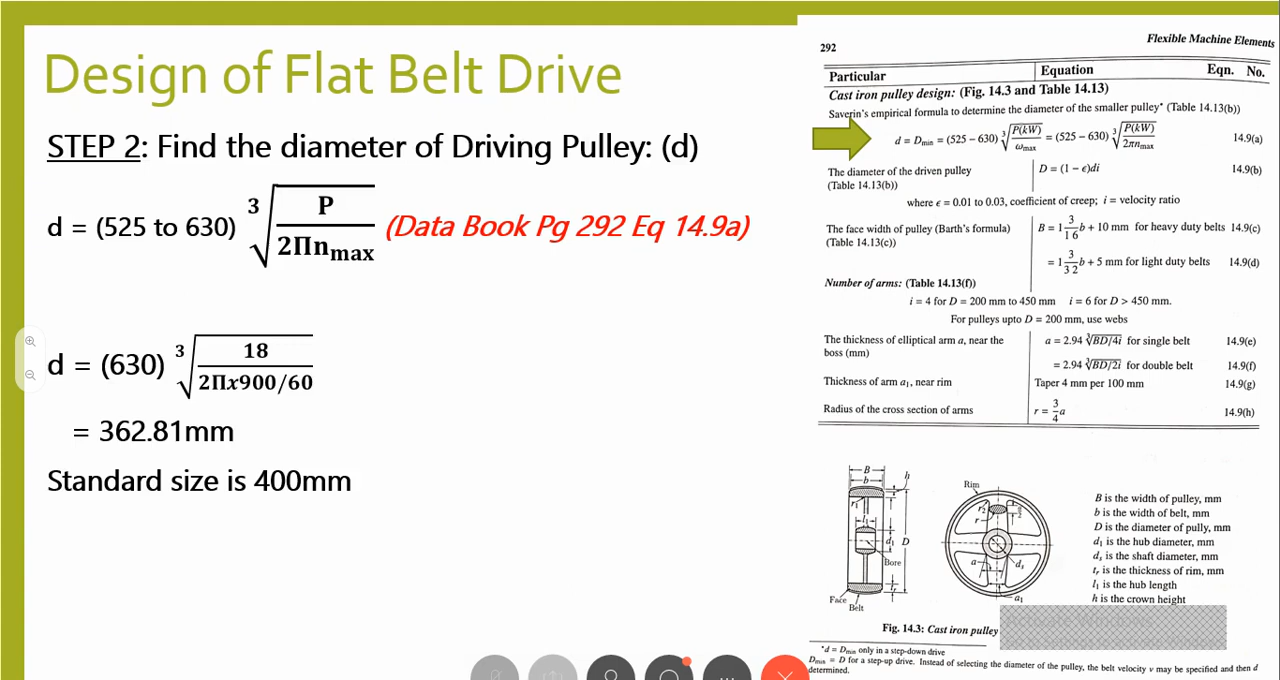 Design of Flat Belt Drive
STEP 2: Find the diameter of Driving Pulley: (d)
d = (525 to 630) ∛(P / 2Πn_max) (Data Book Pg 292 Eq 14.9a)
d = (630) ∛(18 / 2Πx900/60)
= 362.81mm
Standard size is 400mm
292
Flexible Machine Elements
Particular Equation Eqn. No.
Cast iron pulley design: (Fig. 14.3 and Table 14.13)
Saverin's empirical formula to determine the diameter of the smaller pulley* (Table 14.13(b))
d = D_min = (525 – 630) ∛(P(kW) / ω_max) = (525 – 630) ∛(P(kW) / 2πn_max) 14.9(a)
The diameter of the driven pulley D = (1 – ϵ)di 14.9(b)
(Table 14.13(b))
where ϵ = 0.01 to 0.03, coefficient of creep; i = velocity ratio
The face width of pulley (Barth's formula) B = 1 3/16 b + 10 mm for heavy duty belts 14.9(c)
(Table 14.13(c))
= 1 3/32 b + 5 mm for light duty belts 14.9(d)
Number of arms: (Table 14.13(f))
i = 4 for D = 200 mm to 450 mm i = 6 for D > 450 mm.
For pulleys upto D = 200 mm, use webs
The thickness of elliptical arm a, near the a = 2.94 ∛BD/4i for single belt 14.9(e)
boss (mm)
= 2.94 ∛BD/2i for double belt 14.9(f)
Thickness of arm a₁, near rim Taper 4 mm per 100 mm 14.9(g)
Radius of the cross section of arms r = 3/4 a 14.9(h)
B
b
h
r₁
d₁
D
Bore
Face
Belt
Rim
r₂
r
a
dₛ
a₁
B is the width of pulley, mm
b is the width of belt, mm
D is the diameter of pully, mm
d₁ is the hub diameter, mm
dₛ is the shaft diameter, mm
tᵣ is the thickness of rim, mm
l₁ is the hub length
h is the crown height
Fig. 14.3: Cast iron pulley
*d = D_min only in a step-down drive
D_min = D for a step-up drive. Instead of selecting the diameter of the pulley, the belt velocity v may be specified and then d
determined.